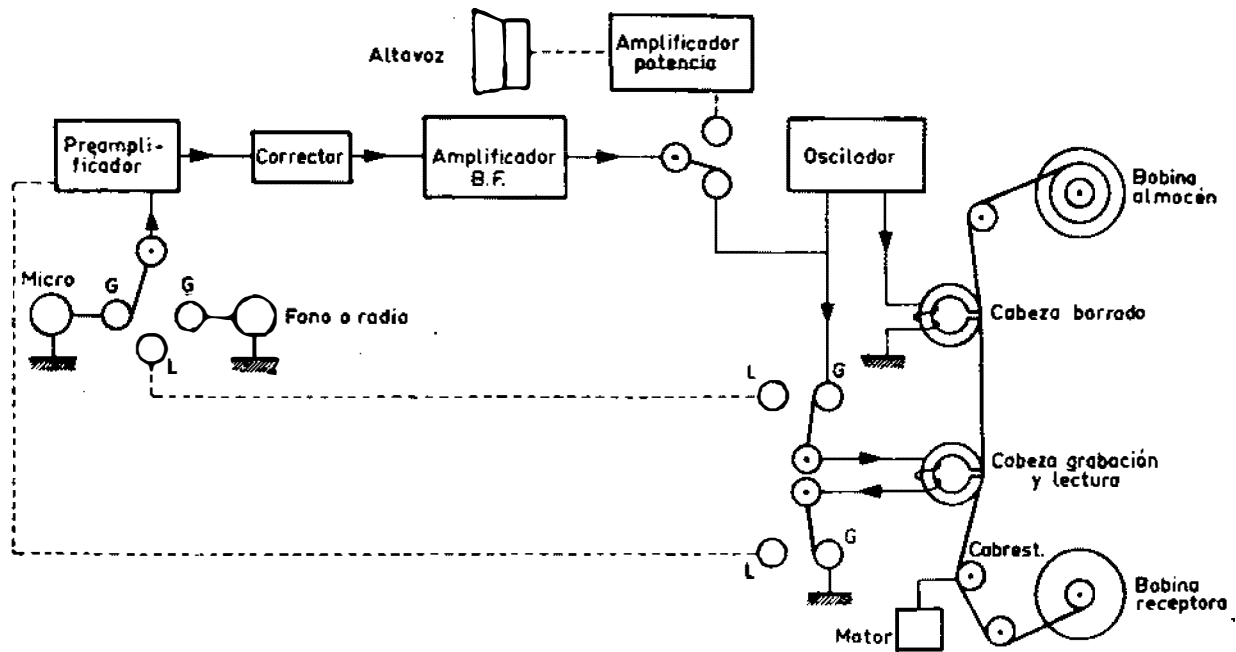 Altavoz
Amplificador
potencia
Preampli-
ficador
Corrector
Amplificador
B.F.
Oscilador
Bobina
almacén
Micro
G
G
Fono o radio
L
Cabeza borrado
L
G
Cabeza grabación
y lectura
L
G
Cabrest.
Motor
Bobina
receptora